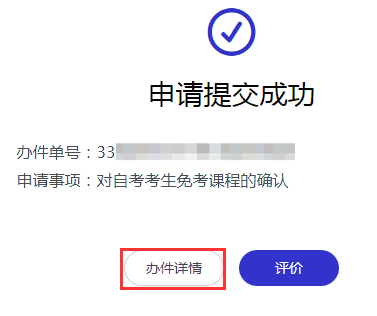 申请提交成功
办件单号：33
申请事项：对自考考生免考课程的确认
办件详情
评价